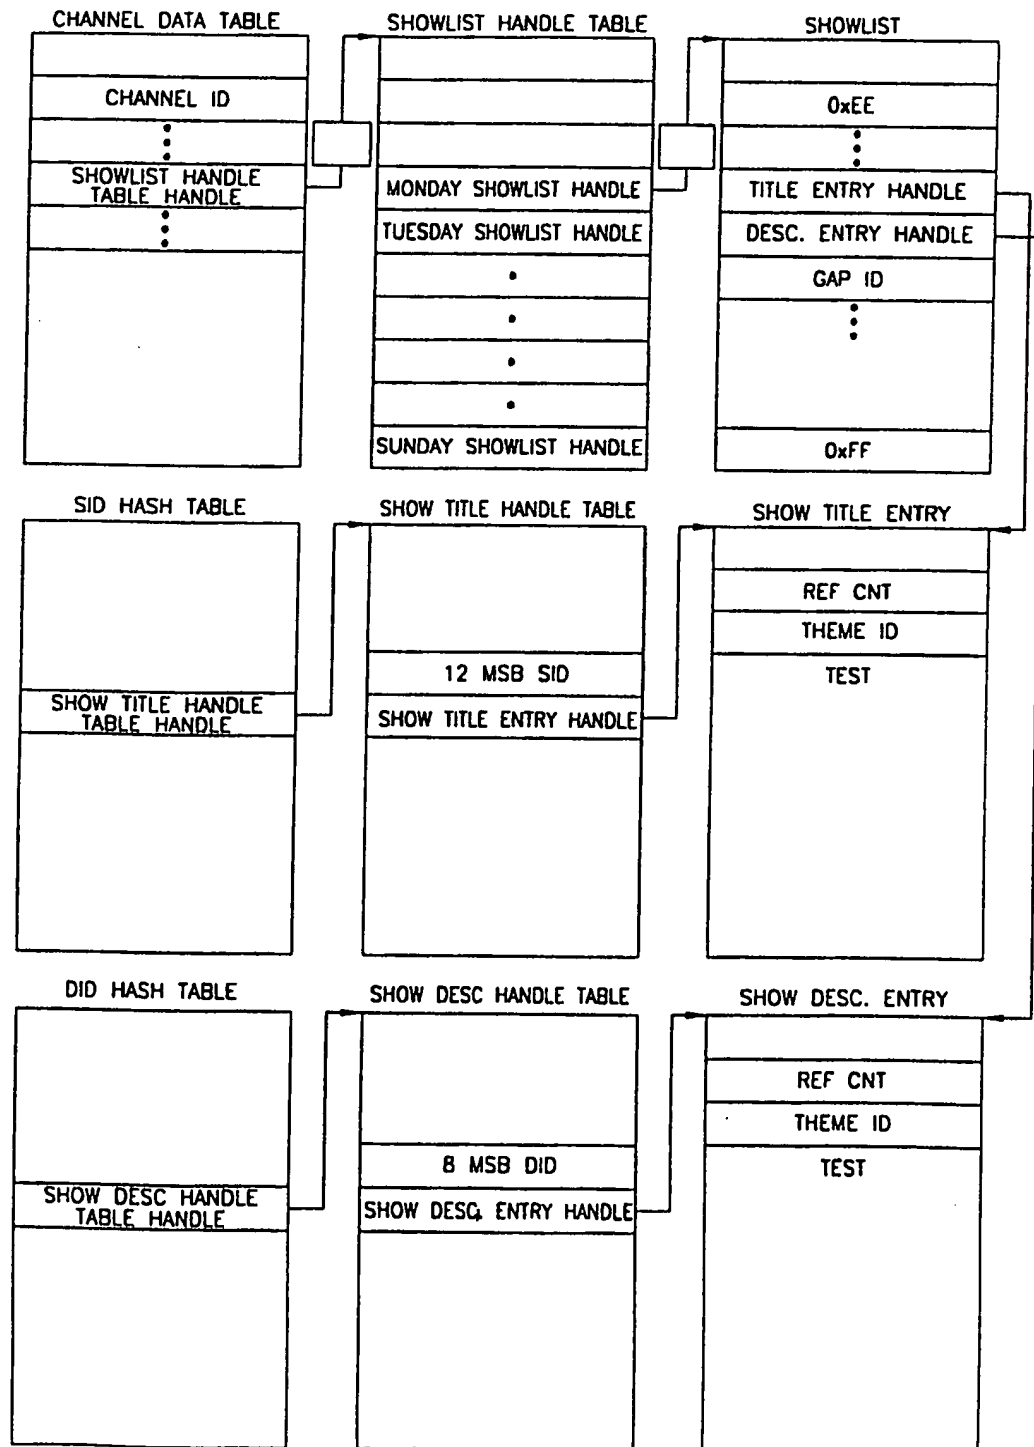 CHANNEL DATA TABLE
CHANNEL ID
SHOWLIST HANDLE
TABLE HANDLE
SHOWLIST HANDLE TABLE
MONDAY SHOWLIST HANDLE
TUESDAY SHOWLIST HANDLE
SUNDAY SHOWLIST HANDLE
SHOWLIST
0xEE
TITLE ENTRY HANDLE
DESC. ENTRY HANDLE
GAP ID
0xFF
SID HASH TABLE
SHOW TITLE HANDLE
TABLE HANDLE
SHOW TITLE HANDLE TABLE
12 MSB SID
SHOW TITLE ENTRY HANDLE
SHOW TITLE ENTRY
REF CNT
THEME ID
TEST
DID HASH TABLE
SHOW DESC HANDLE
TABLE HANDLE
SHOW DESC HANDLE TABLE
8 MSB DID
SHOW DESC. ENTRY HANDLE
SHOW DESC. ENTRY
REF CNT
THEME ID
TEST